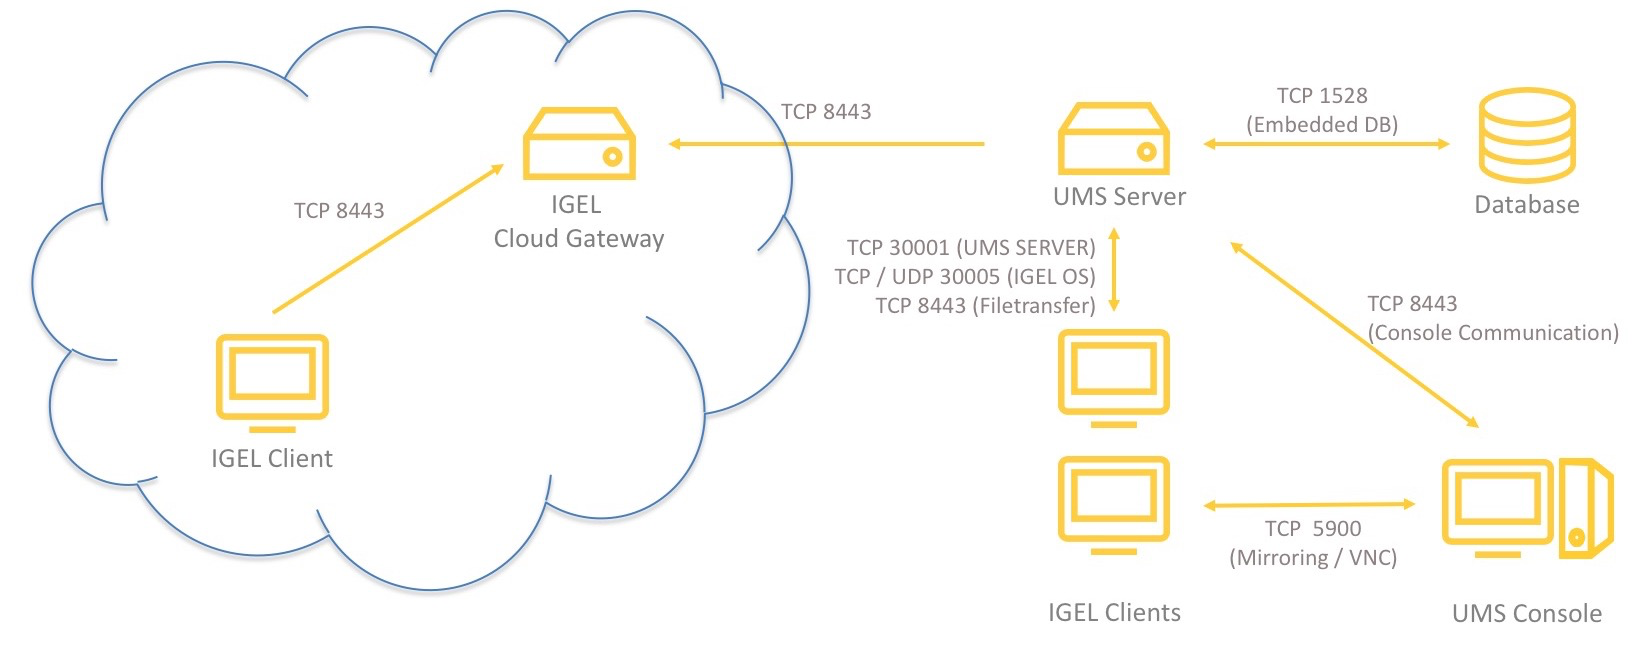 TCP 8443
IGEL
Cloud Gateway
TCP 8443
IGEL Client
TCP 8443
UMS Server
TCP 1528
(Embedded DB)
Database
TCP 30001 (UMS SERVER)
TCP / UDP 30005 (IGEL OS)
TCP 8443 (Filetransfer)
TCP 8443
(Console Communication)
TCP 5900
(Mirroring / VNC)
IGEL Clients
UMS Console